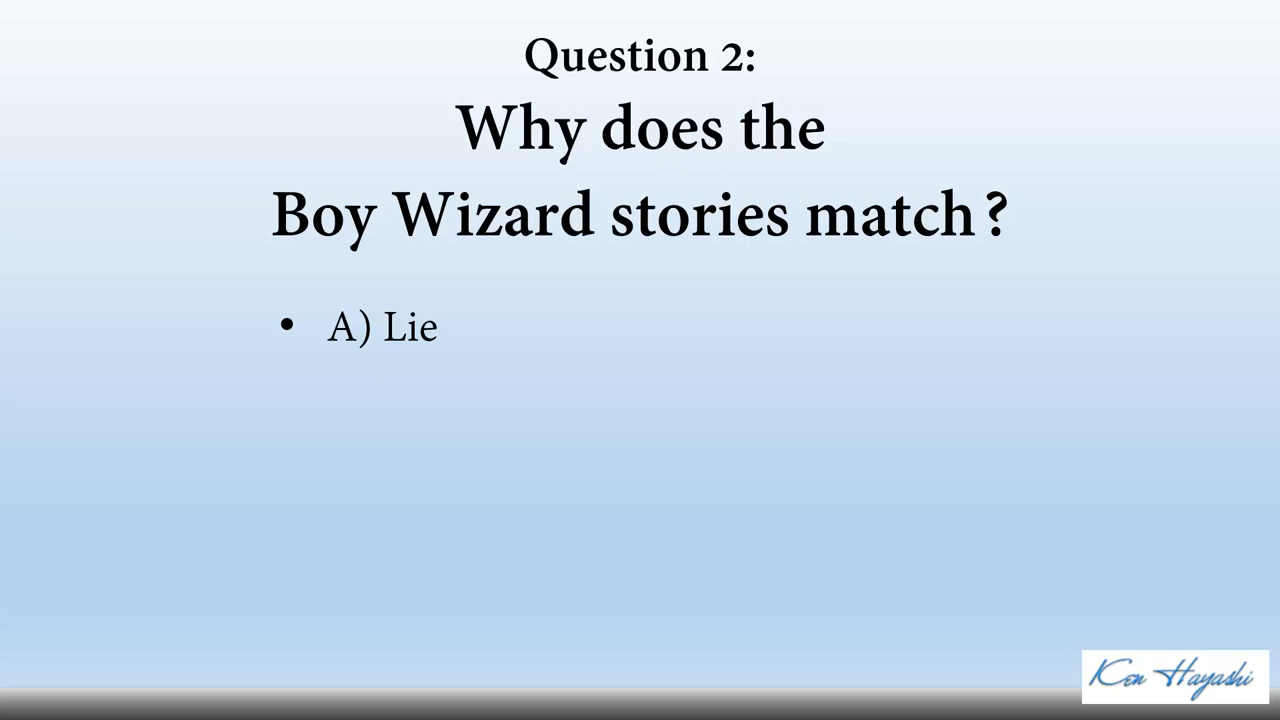 Question 2:
Why does the
Boy Wizard stories match ?
• A) Lie
Ken Hayashi